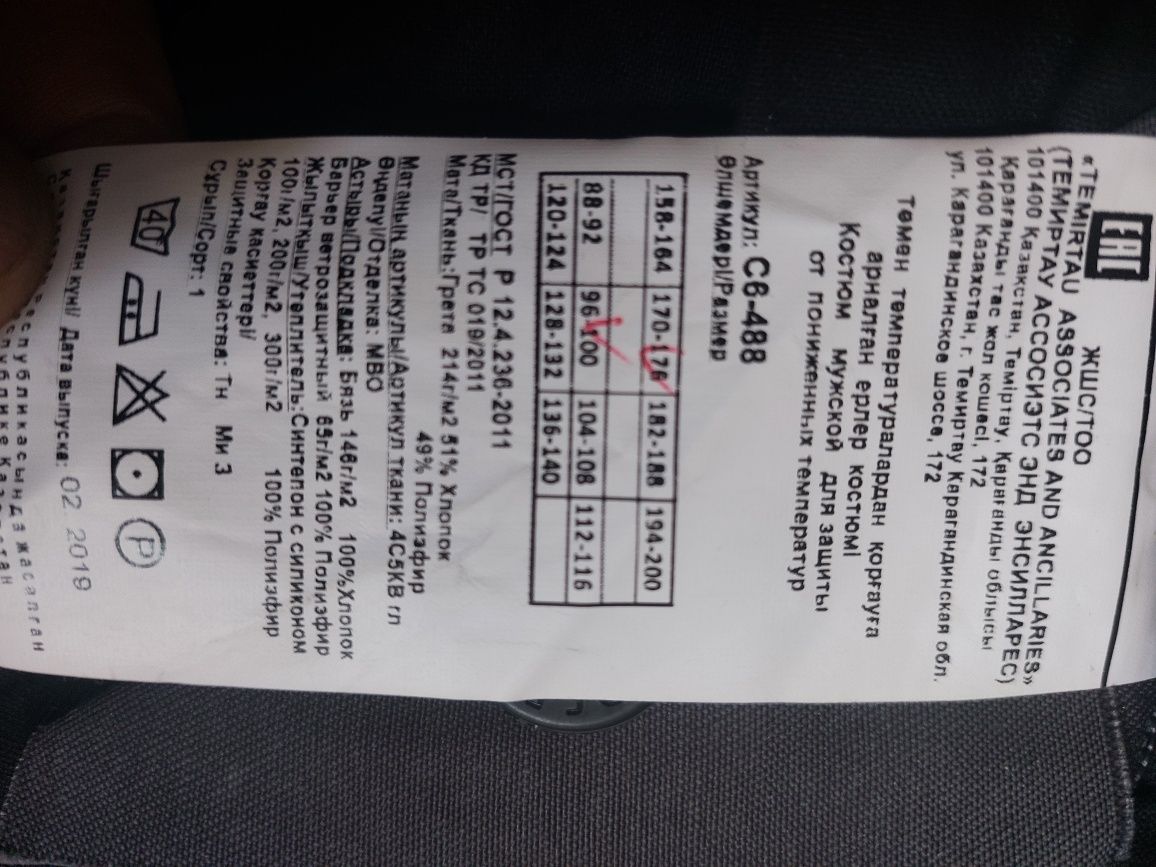 EAC
ЖШС/ТОО
«TEMIRTAU ASSOCIATES AND ANCILLARIES»
(ТЕМИРТАУ АССОСИЭТС ЭНД ЭНСИЛЛАРЕС)
101400 Қазақстан, Теміртау, Қарағанды облысы
Қарағанды тас жол көшесі, 172
101400 Казахстан, г. Темиртау Карагандинская обл.
ул. Карагандинское шоссе, 172
Төмен температуралардан қорғауға
арналған ерлер костюмі
Костюм мужской для защиты
от пониженных температур
Артикул: С6-488
Өлшемдері/Размер
158-164 170-176 182-188 194-200
88-92 96-100 104-108 112-116
120-124 128-132 136-140
МСТ/ГОСТ Р 12.4.236-2011
КД ТР/ ТР ТС 019/2011
Мата/Ткань:Грета 214г/м2 51% Хлопок
49% Полиэфир
Матаның артикулы/Артикул ткани: 4С5КВ гл
Өңделуі/Отделка: МВО
Астары/Подкладка: Бязь 146г/м2 100%Хлопок
Барьер ветрозащитный 65г/м2 100% Полиэфир
Жылытқыш/Утеплитель:Синтепон с силиконом
100г/м2, 200г/м2, 300г/м2 100% Полиэфир
Қорғау қасиеттері/
Защитные свойства: Тн Ми 3
Сұрып/Сорт: 1
40
P
Шығарылған күні/ Дата выпуска: 02 2019
Республикасында жасалған